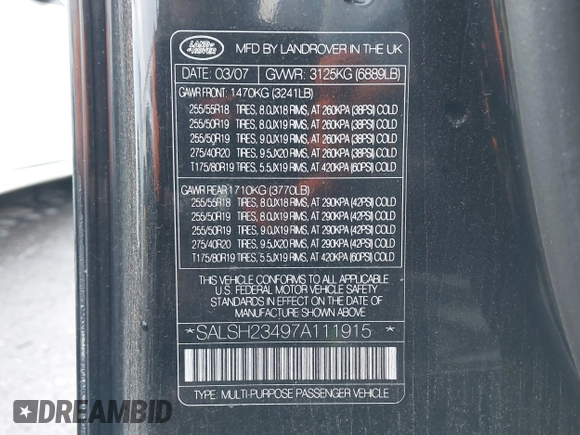 LAND
ROVER
MFD BY LANDROVER IN THE UK
DATE: 03/07 GVWR: 3125KG (6889LB)
GAWR FRONT: 1470KG (3241LB)
255/55R18 TIRES, 8.0JX18 RIMS, AT 260KPA (38PSI) COLD
255/50R19 TIRES, 8.0JX19 RIMS, AT 260KPA (38PSI) COLD
255/50R19 TIRES, 9.0JX19 RIMS, AT 260KPA (38PSI) COLD
275/40R20 TIRES, 9.5JX20 RIMS, AT 260KPA (38PSI) COLD
T175/80R19 TIRES, 5.5JX19 RIMS, AT 420KPA (60PSI) COLD
GAWR REAR 1710KG (3770LB)
255/55R18 TIRES, 8.0JX18 RIMS, AT 290KPA (42PSI) COLD
255/50R19 TIRES, 8.0JX19 RIMS, AT 290KPA (42PSI) COLD
255/50R19 TIRES, 9.0JX19 RIMS, AT 290KPA (42PSI) COLD
275/40R20 TIRES, 9.5JX20 RIMS, AT 290KPA (42PSI) COLD
T175/80R19 TIRES, 5.5JX19 RIMS, AT 420KPA (60PSI) COLD
THIS VEHICLE CONFORMS TO ALL APPLICABLE
U.S. FEDERAL MOTOR VEHICLE SAFETY
STANDARDS IN EFFECT ON THE DATE OF
MANUFACTURE SHOWN ABOVE
*SALSH23497A111915*
TYPE: MULTI-PURPOSE PASSENGER VEHICLE
DREAMBID